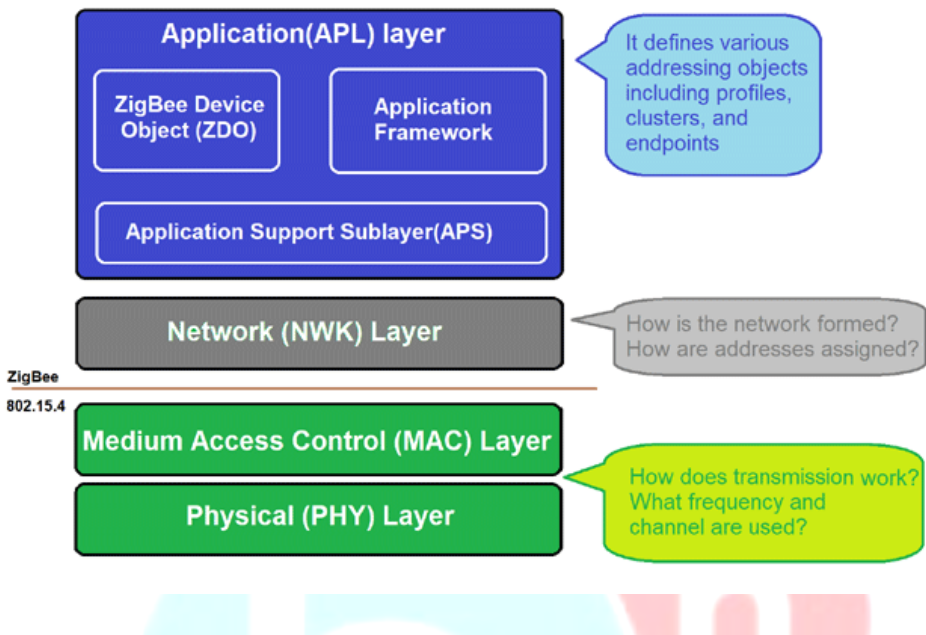 Application(APL) layer
ZigBee Device
Object (ZDO)
Application
Framework
Application Support Sublayer(APS)
It defines various
addressing objects
including profiles,
clusters, and
endpoints
Network (NWK) Layer
How is the network formed?
How are addresses assigned?
ZigBee
802.15.4
Medium Access Control (MAC) Layer
Physical (PHY) Layer
How does transmission work?
What frequency and
channel are used?